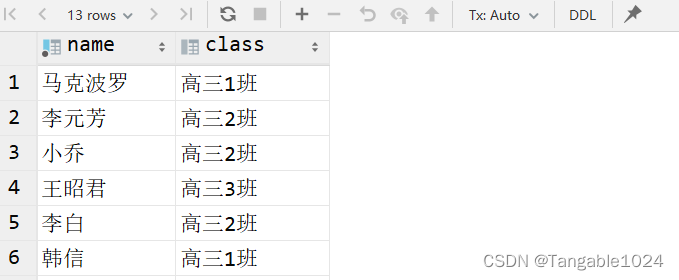 13 rows Tx: Auto DDL
name class
1 马克波罗 高三1班
2 李元芳 高三2班
3 小乔 高三2班
4 王昭君 高三3班
5 李白 高三2班
6 韩信 高三1班
CSDN @Tangable1024